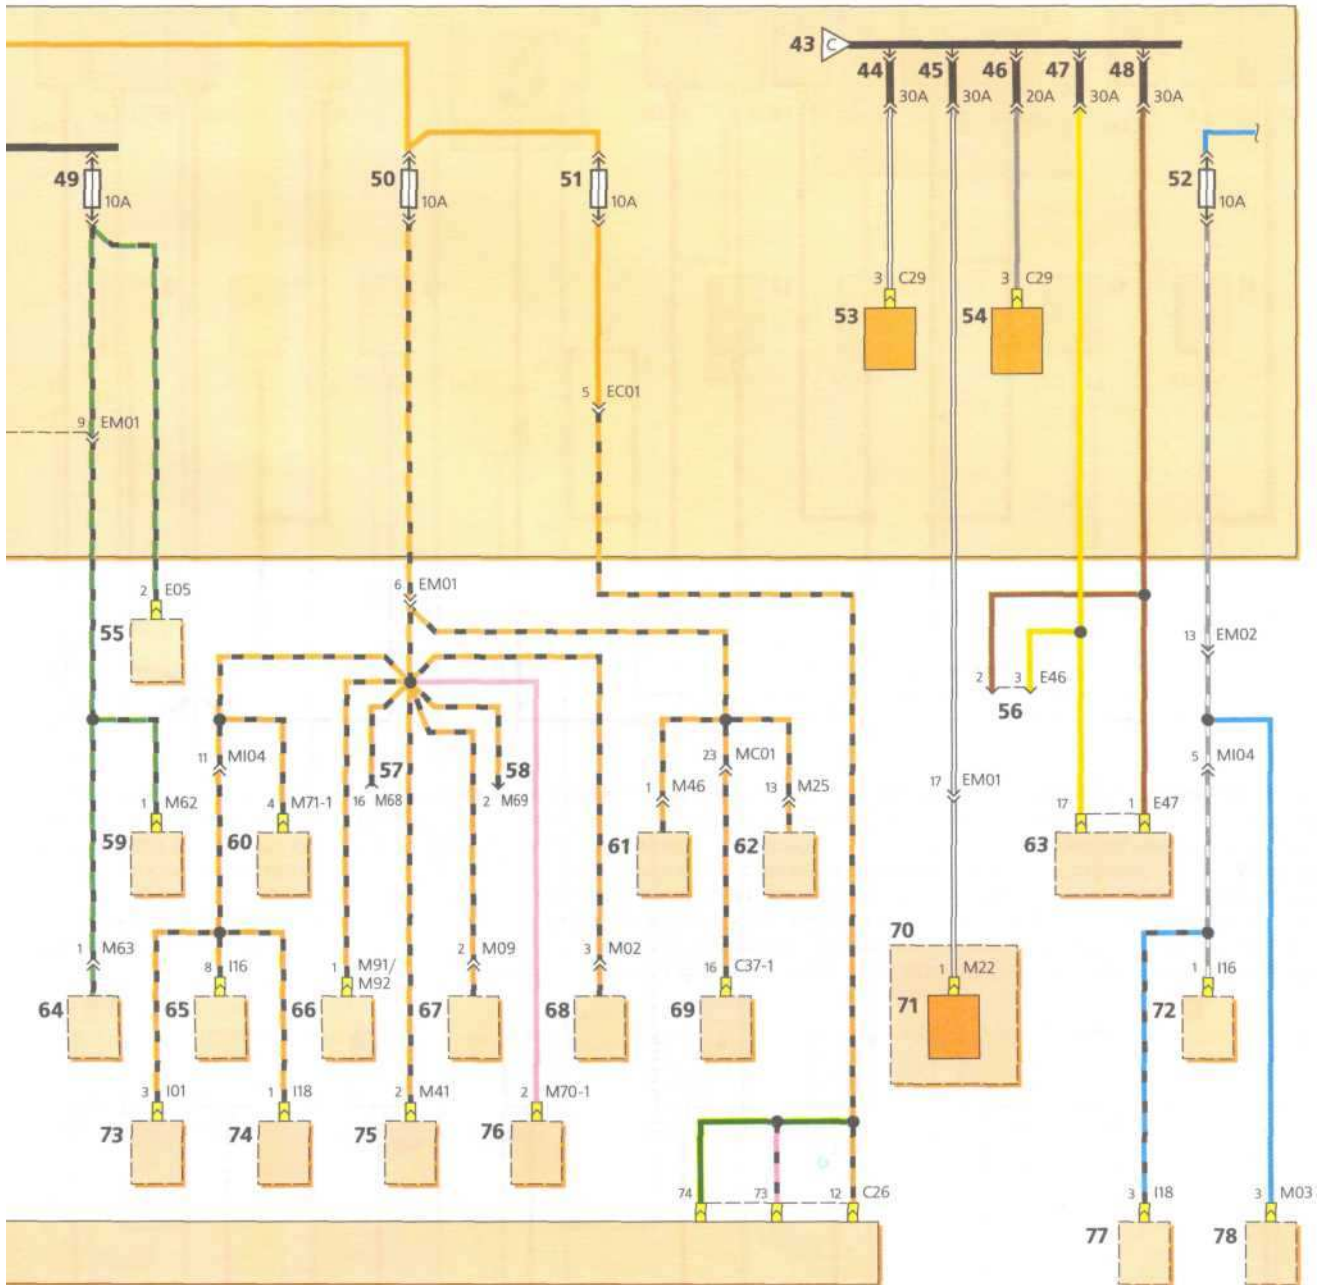 43 C
44 45 46 47 48
30A 30A 20A 30A 30A
49 50 51 52
10A 10A 10A 10A
3 C29 3 C29
53 54
5 EC01
9 EM01
6 EM01
2 E05
55
13 EM02
2 3 E46
56
11 MI04 23 MC01 5 MI04
57 58
16 M68 2 M69
1 M46 13 M25
17 EM01
1 M62 4 M71-1
17 1 E47
59 60 61 62 63
70
1 M63 8 I16 1 M91/
M92
2 M09 3 M02 16 C37-1 1 M22 1 I16
64 65 66 67 68 69 71 72
3 I01 1 I18 2 M41 2 M70-1
73 74 75 76
74 73 12 C26 3 I18 3 M03
77 78